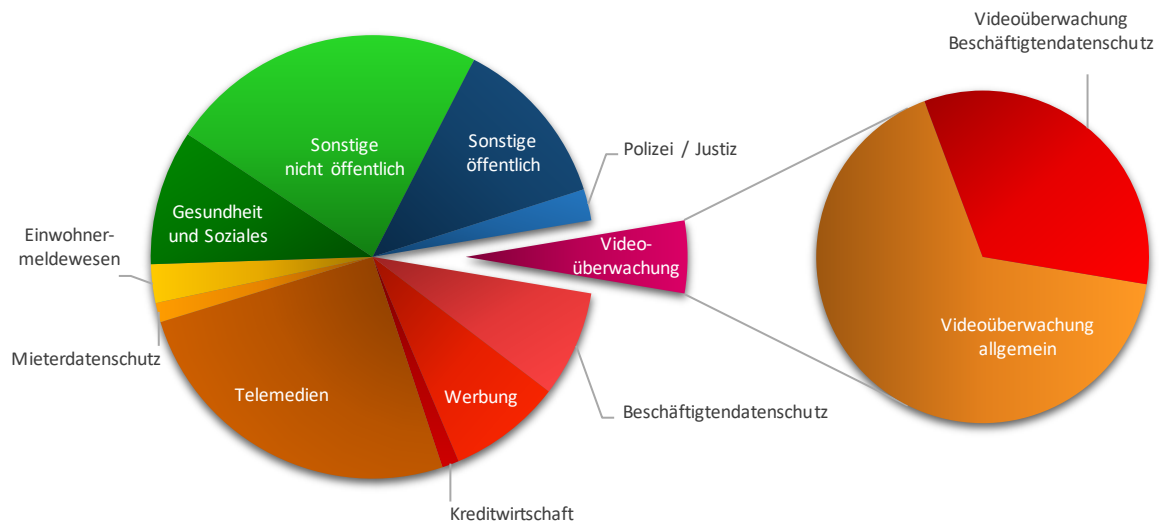 Videoüberwachung
Beschäftigtendatenschutz
Sonstige
nicht öffentlich
Sonstige
öffentlich
Polizei / Justiz
Gesundheit
und Soziales
Einwohner-
meldewesen
Video-
überwachung
Videoüberwachung
allgemein
Mieterdatenschutz
Telemedien
Werbung
Beschäftigtendatenschutz
Kreditwirtschaft